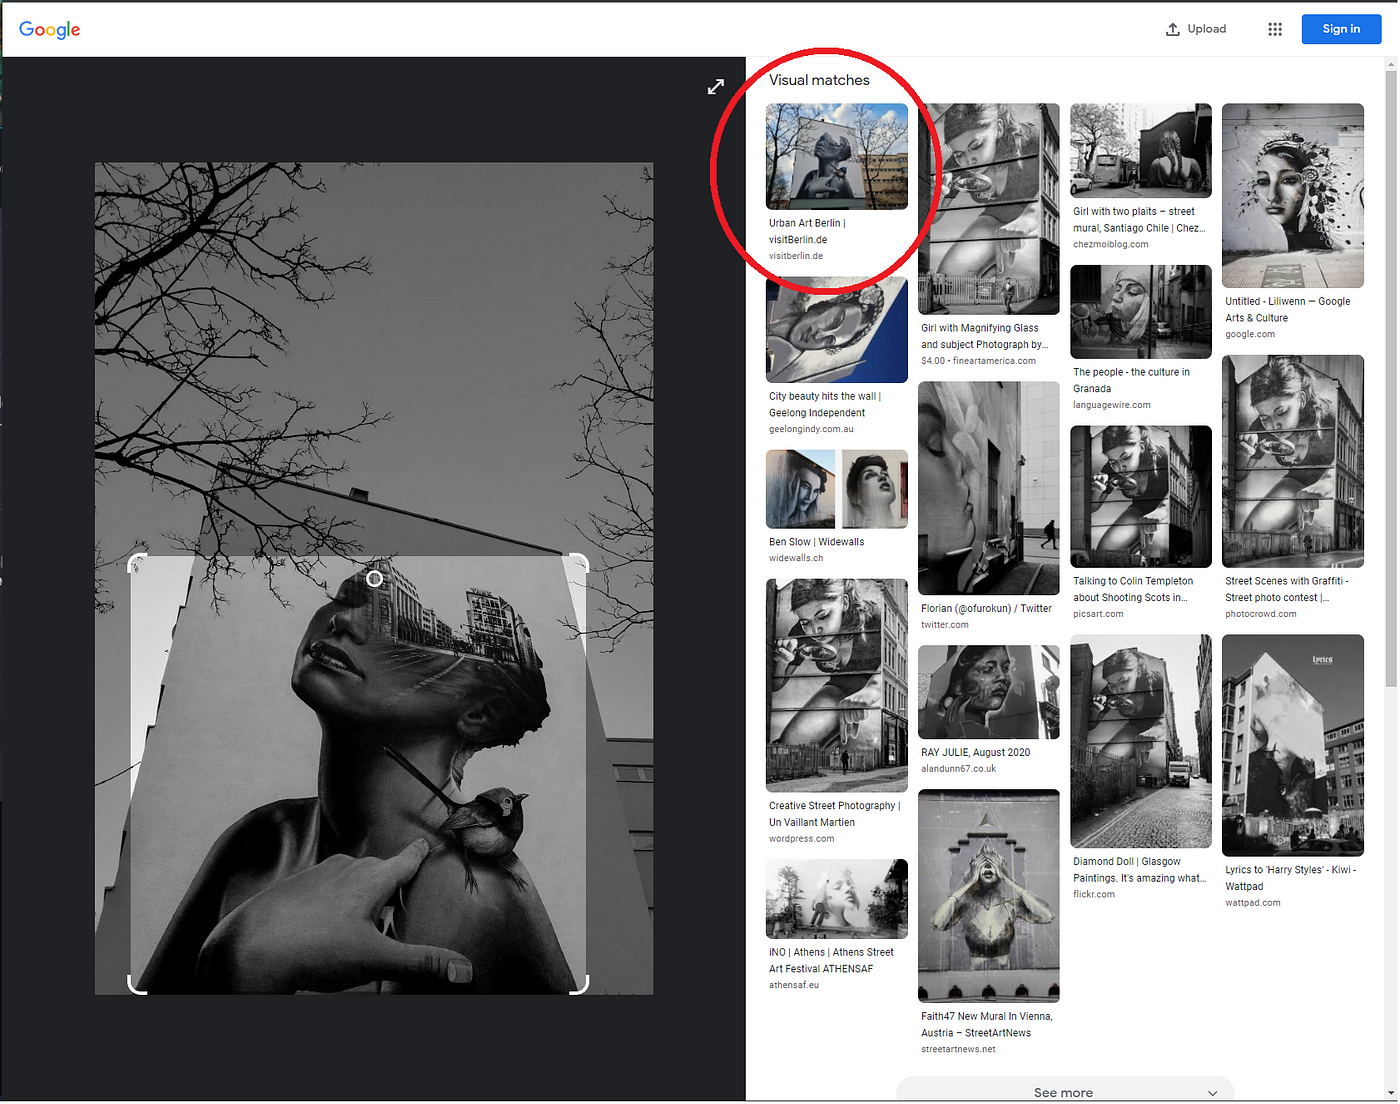 Google
Upload
Sign in
Visual matches
Urban Art Berlin |
visitBerlin.de
visitberlin.de
City beauty hits the wall |
Geelong Independent
geelongindy.com.au
Ben Slow | Widewalls
widewalls.ch
Creative Street Photography |
Un Vaillant Martien
wordpress.com
iNO | Athens | Athens Street
Art Festival ATHENSAF
athensaf.eu
Girl with Magnifying Glass
and subject Photograph by...
$4.00 • fineartamerica.com
Florian (@ofurokun) / Twitter
twitter.com
RAY JULIE, August 2020
alandunn67.co.uk
Faith47 New Mural In Vienna,
Austria – StreetArtNews
streetartnews.net
Girl with two plaits – street
mural, Santiago Chile | Chez...
chezmoiblog.com
The people - the culture in
Granada
languagewire.com
Talking to Colin Templeton
about Shooting Scots in...
picsart.com
Diamond Doll | Glasgow
Paintings. It's amazing what...
flickr.com
Untitled - Liliwenn — Google
Arts & Culture
google.com
Street Scenes with Graffiti -
Street photo contest |...
photocrowd.com
Lyrics
Lyrics to 'Harry Styles' - Kiwi -
Wattpad
wattpad.com
See more